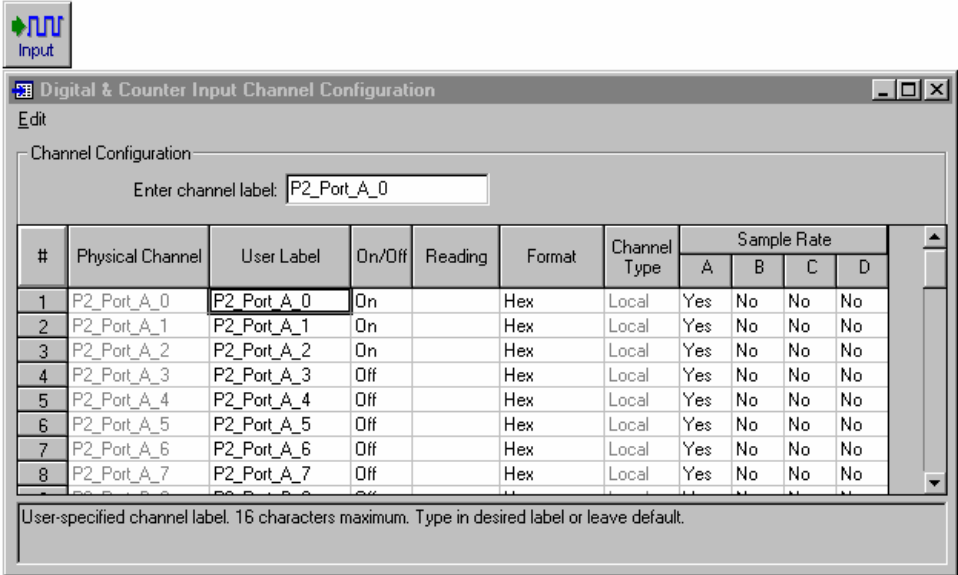 Input
Digital & Counter Input Channel Configuration
Edit
Channel Configuration
Enter channel label: P2_Port_A_0
# Physical Channel User Label On/Off Reading Format Channel Type Sample Rate
A B C D
1 P2_Port_A_0 P2_Port_A_0 On Hex Local Yes No No No
2 P2_Port_A_1 P2_Port_A_1 On Hex Local Yes No No No
3 P2_Port_A_2 P2_Port_A_2 On Hex Local Yes No No No
4 P2_Port_A_3 P2_Port_A_3 Off Hex Local Yes No No No
5 P2_Port_A_4 P2_Port_A_4 Off Hex Local Yes No No No
6 P2_Port_A_5 P2_Port_A_5 Off Hex Local Yes No No No
7 P2_Port_A_6 P2_Port_A_6 Off Hex Local Yes No No No
8 P2_Port_A_7 P2_Port_A_7 Off Hex Local Yes No No No
User-specified channel label. 16 characters maximum. Type in desired label or leave default.